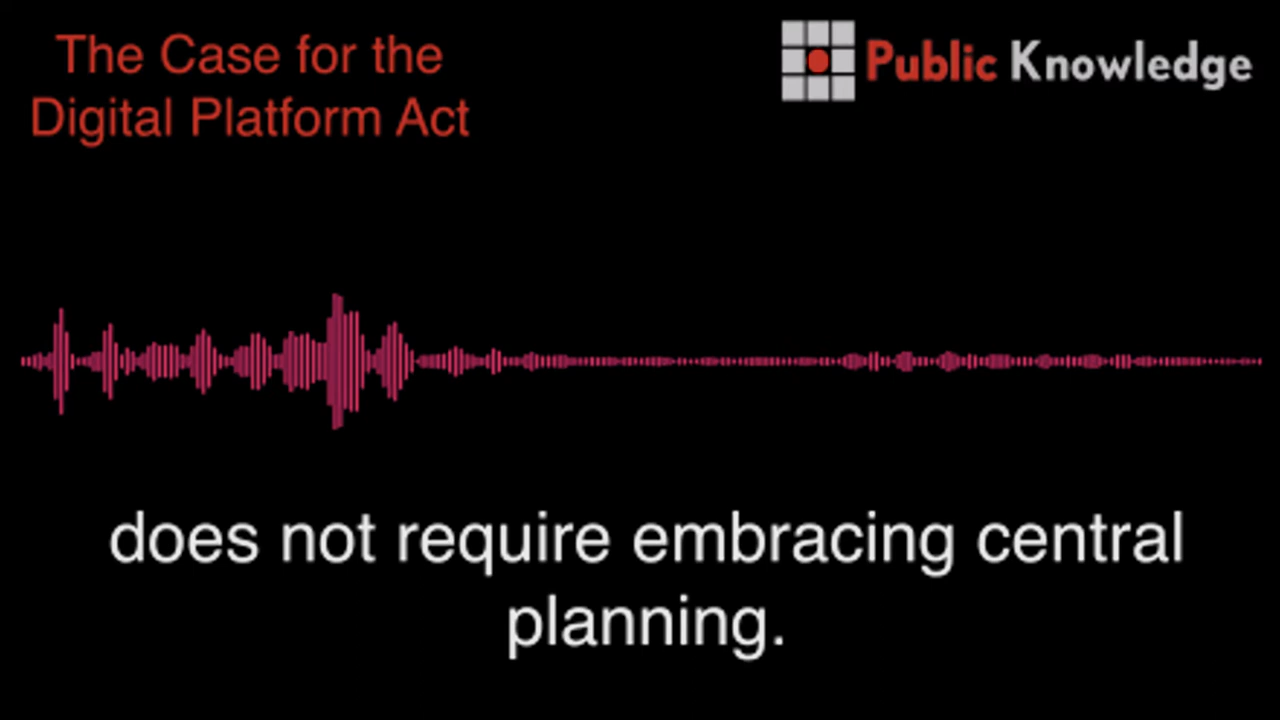 The Case for the
Digital Platform Act
Public Knowledge
does not require embracing central
planning.